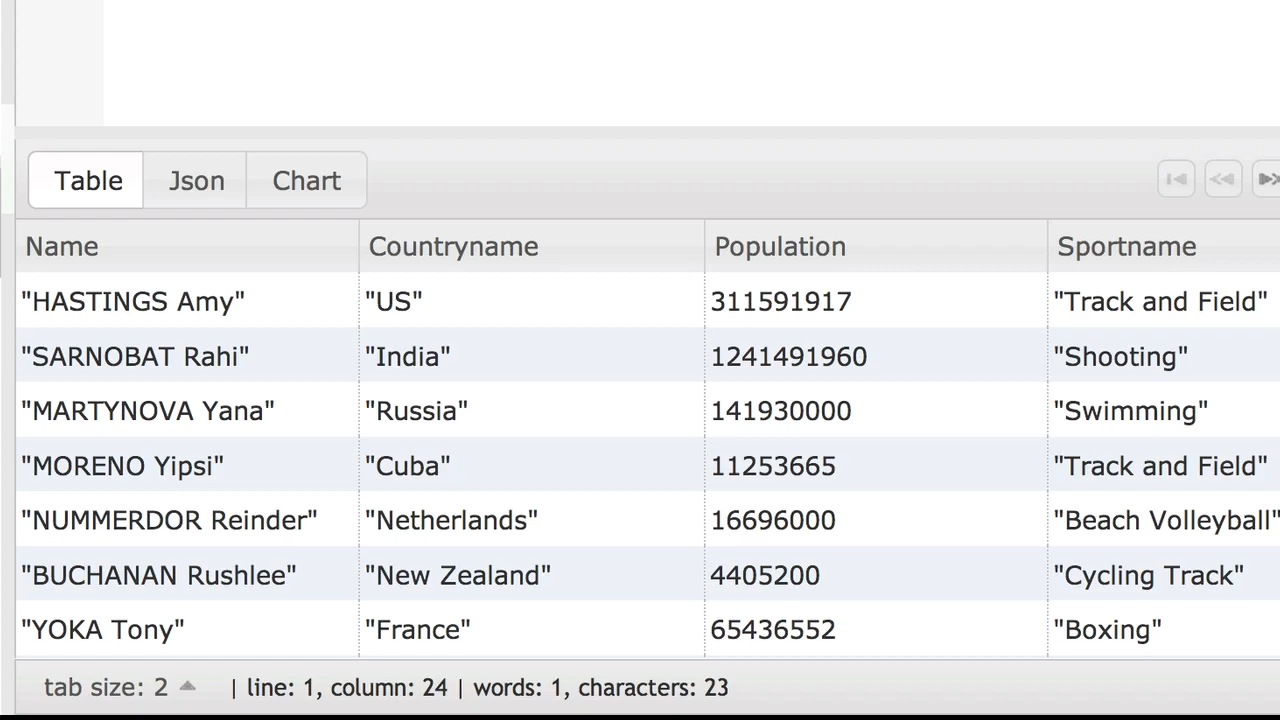 Table Json Chart
Name Countryname Population Sportname
"HASTINGS Amy" "US" 311591917 "Track and Field"
"SARNOBAT Rahi" "India" 1241491960 "Shooting"
"MARTYNOVA Yana" "Russia" 141930000 "Swimming"
"MORENO Yipsi" "Cuba" 11253665 "Track and Field"
"NUMMERDOR Reinder" "Netherlands" 16696000 "Beach Volleyball"
"BUCHANAN Rushlee" "New Zealand" 4405200 "Cycling Track"
"YOKA Tony" "France" 65436552 "Boxing"
tab size: 2 | line: 1, column: 24 | words: 1, characters: 23